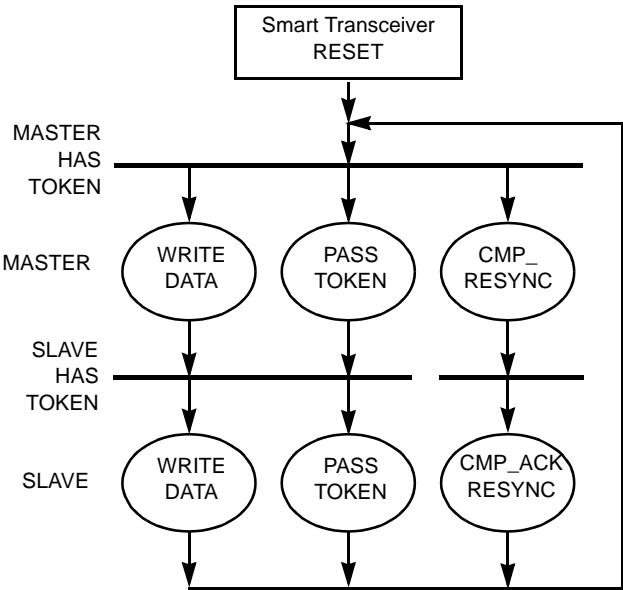 Smart Transceiver
RESET
MASTER
HAS
TOKEN
MASTER
WRITE
DATA
PASS
TOKEN
CMP_
RESYNC
SLAVE
HAS
TOKEN
SLAVE
WRITE
DATA
PASS
TOKEN
CMP_ACK
RESYNC